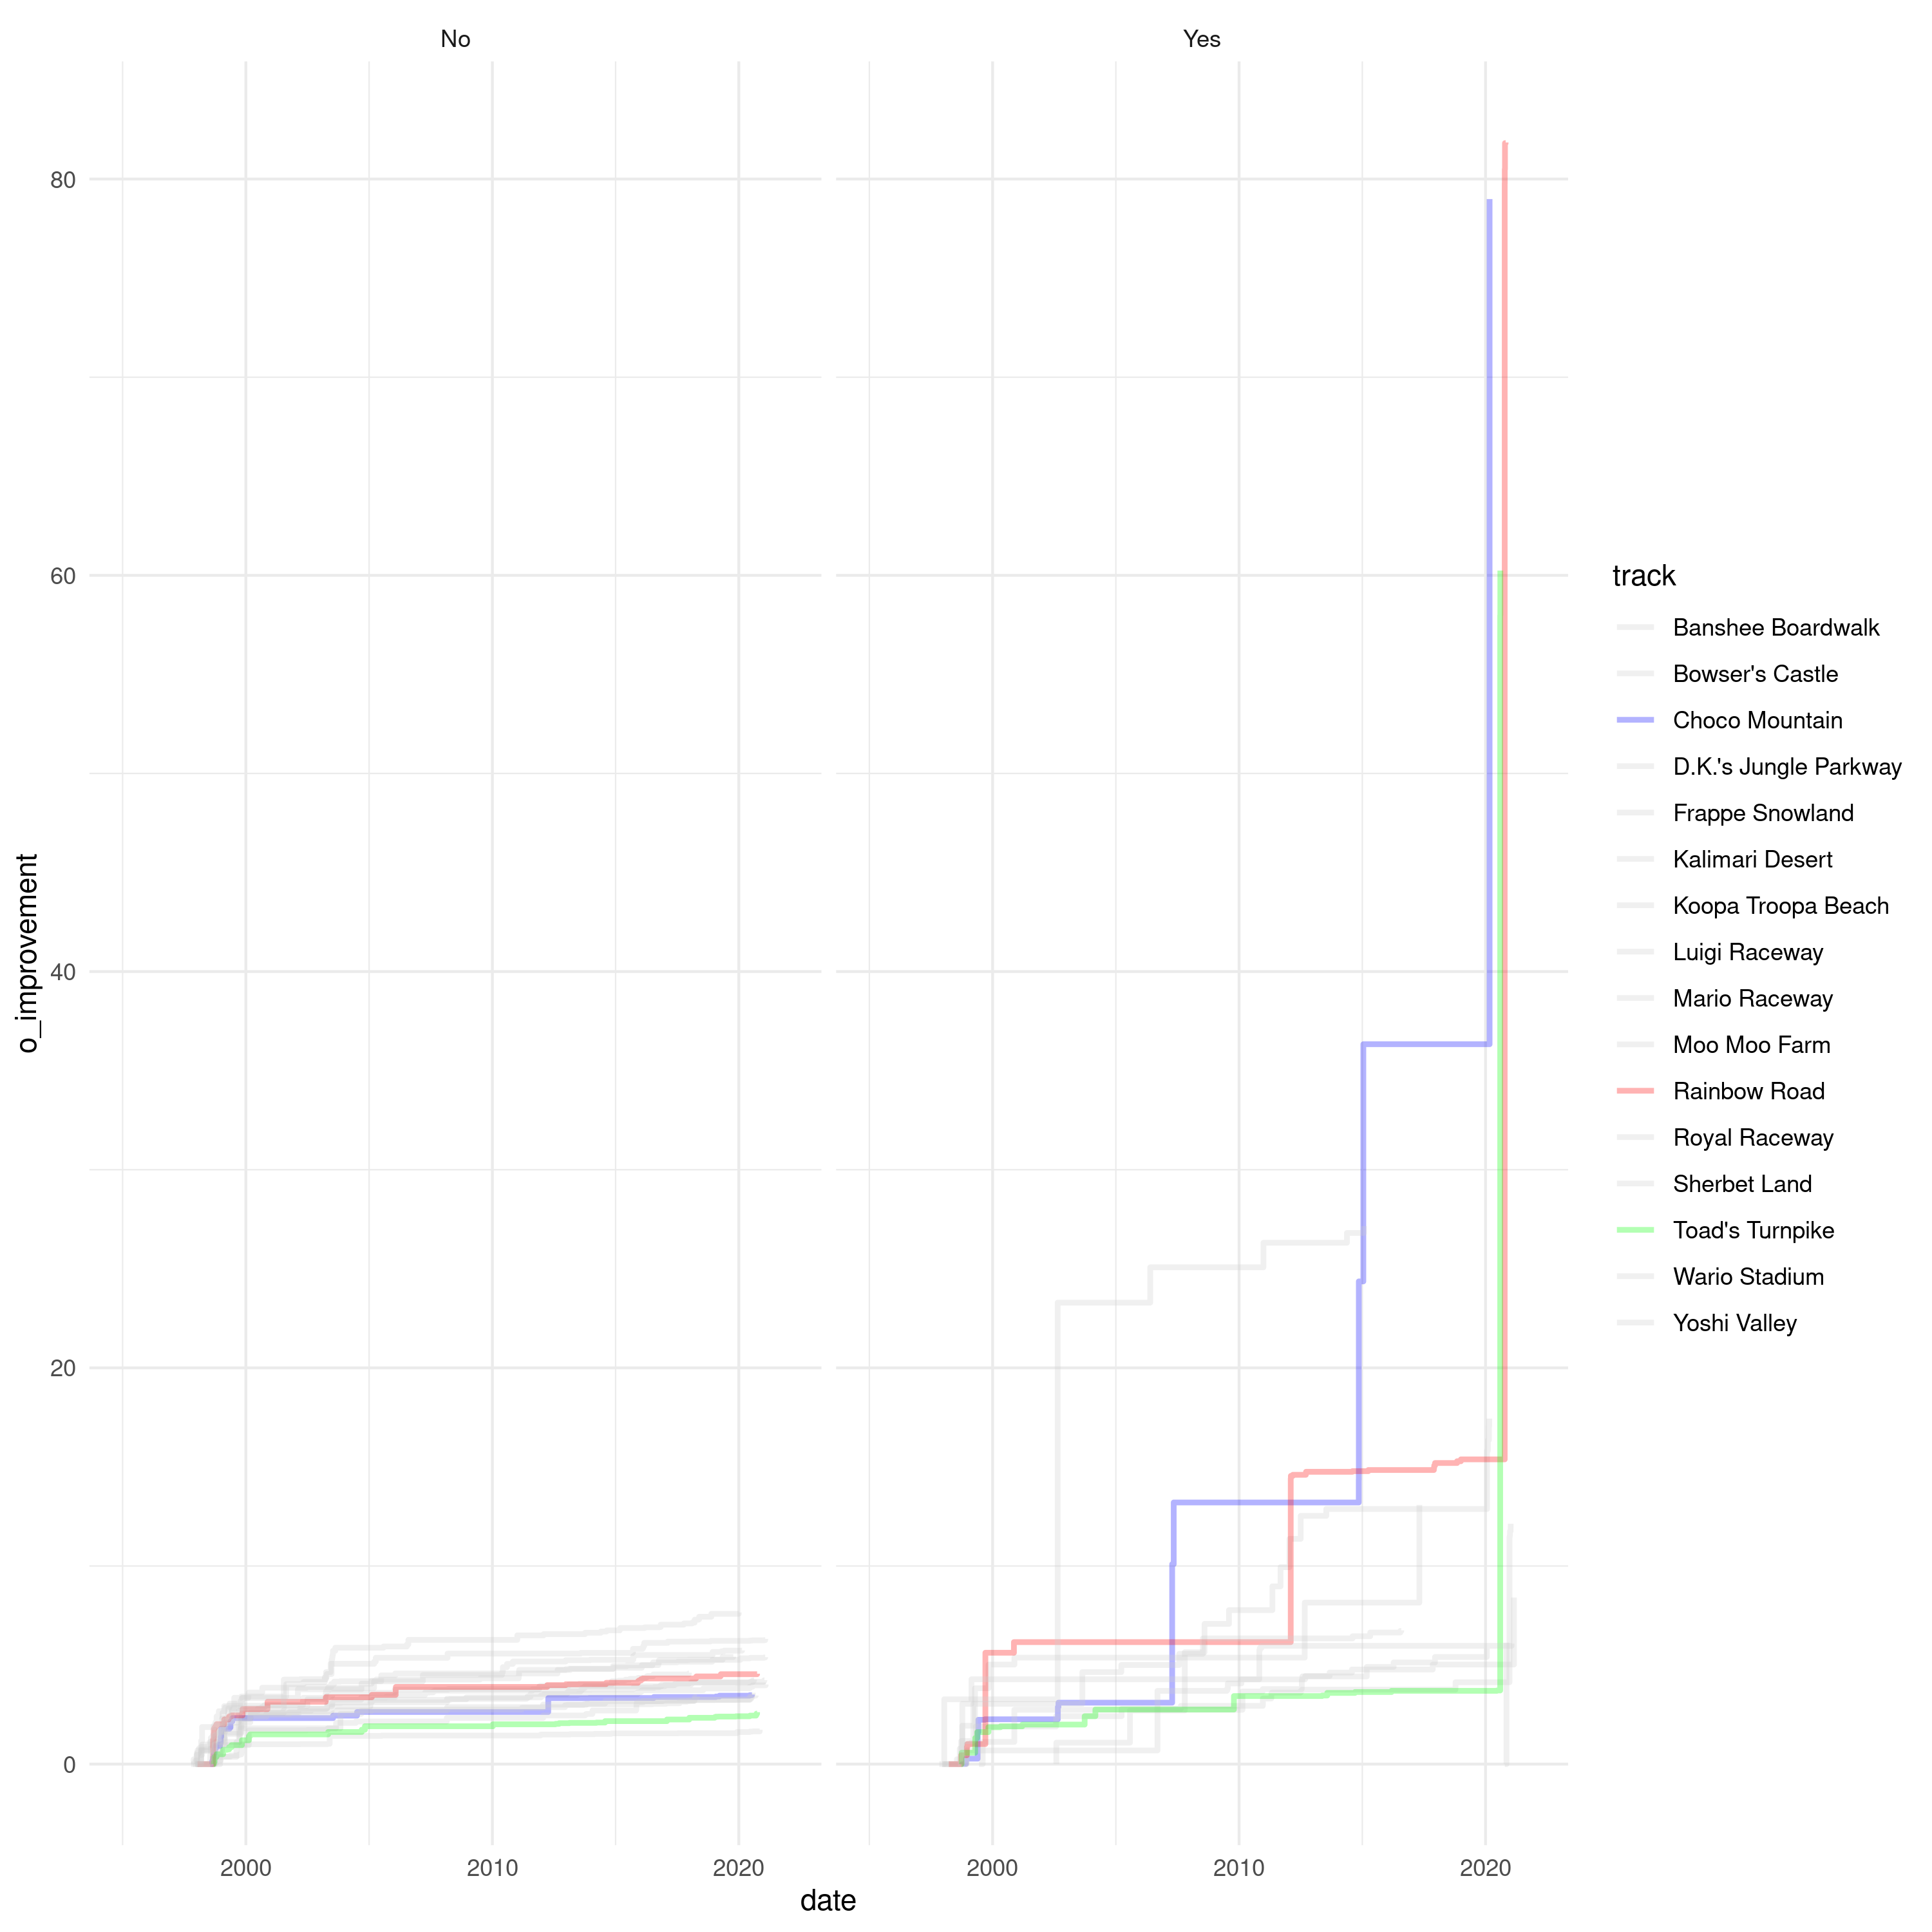 No
Yes
80
60
40
20
0
o_improvement
2000
2010
2020
2000
2010
2020
date
track
Banshee Boardwalk
Bowser's Castle
Choco Mountain
D.K.'s Jungle Parkway
Frappe Snowland
Kalimari Desert
Koopa Troopa Beach
Luigi Raceway
Mario Raceway
Moo Moo Farm
Rainbow Road
Royal Raceway
Sherbet Land
Toad's Turnpike
Wario Stadium
Yoshi Valley